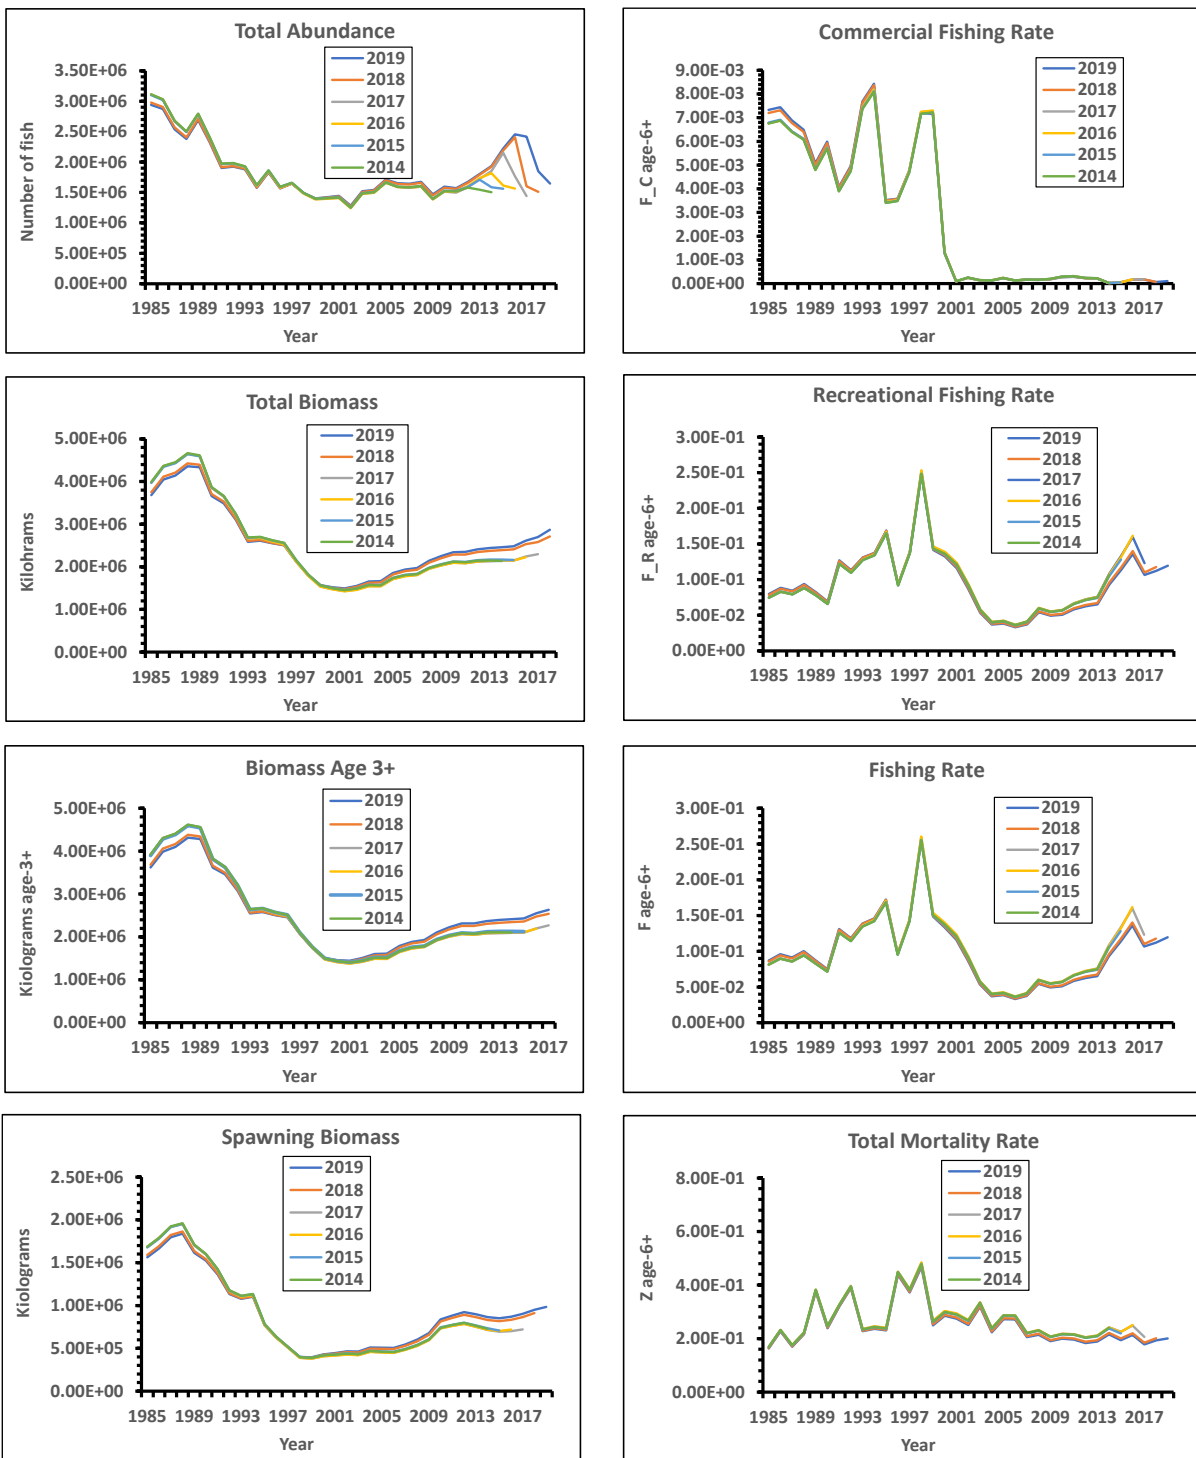 Total Abundance
2019
2018
2017
2016
2015
2014
3.50E+06
3.00E+06
2.50E+06
2.00E+06
1.50E+06
1.00E+06
5.00E+05
0.00E+00
Number of fish
1985 1989 1993 1997 2001 2005 2009 2013 2017
Year
Commercial Fishing Rate
2019
2018
2017
2016
2015
2014
9.00E-03
8.00E-03
7.00E-03
6.00E-03
5.00E-03
4.00E-03
3.00E-03
2.00E-03
1.00E-03
0.00E+00
F_C age-6+
1985 1989 1993 1997 2001 2005 2009 2013 2017
Year
Total Biomass
2019
2018
2017
2016
2015
2014
5.00E+06
4.00E+06
3.00E+06
2.00E+06
1.00E+06
0.00E+00
Kilohrams
1985 1989 1993 1997 2001 2005 2009 2013 2017
Year
Recreational Fishing Rate
2019
2018
2017
2016
2015
2014
3.00E-01
2.50E-01
2.00E-01
1.50E-01
1.00E-01
5.00E-02
0.00E+00
F_R age-6+
1985 1989 1993 1997 2001 2005 2009 2013 2017
Year
Biomass Age 3+
2019
2018
2017
2016
2015
2014
5.00E+06
4.00E+06
3.00E+06
2.00E+06
1.00E+06
0.00E+00
Kiolograms age-3+
1985 1989 1993 1997 2001 2005 2009 2013 2017
Year
Fishing Rate
2019
2018
2017
2016
2015
2014
3.00E-01
2.50E-01
2.00E-01
1.50E-01
1.00E-01
5.00E-02
0.00E+00
F age-6+
1985 1989 1993 1997 2001 2005 2009 2013 2017
Year
Spawning Biomass
2019
2018
2017
2016
2015
2014
2.50E+06
2.00E+06
1.50E+06
1.00E+06
5.00E+05
0.00E+00
Kiolograms
1985 1989 1993 1997 2001 2005 2009 2013 2017
Year
Total Mortality Rate
2019
2018
2017
2016
2015
2014
8.00E-01
6.00E-01
4.00E-01
2.00E-01
0.00E+00
Z age-6+
1985 1989 1993 1997 2001 2005 2009 2013 2017
Year